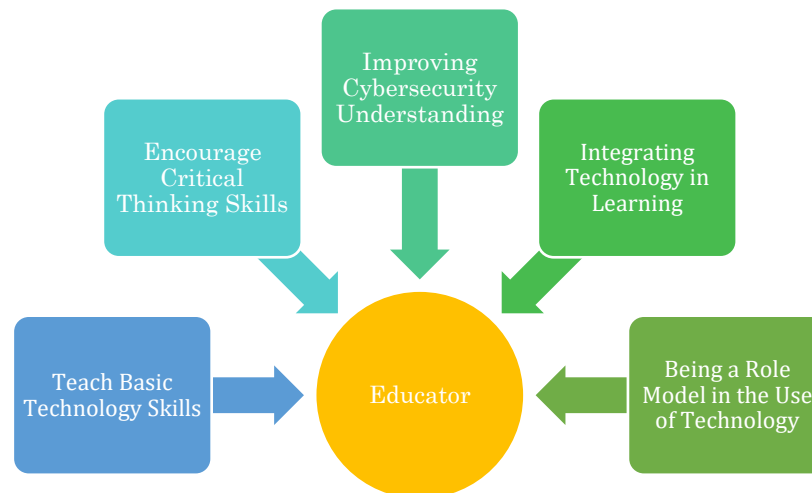 Improving
Cybersecurity
Understanding
Encourage
Critical
Thinking Skills
Integrating
Technology in
Learning
Teach Basic
Technology Skills
Educator
Being a Role
Model in the Use
of Technology